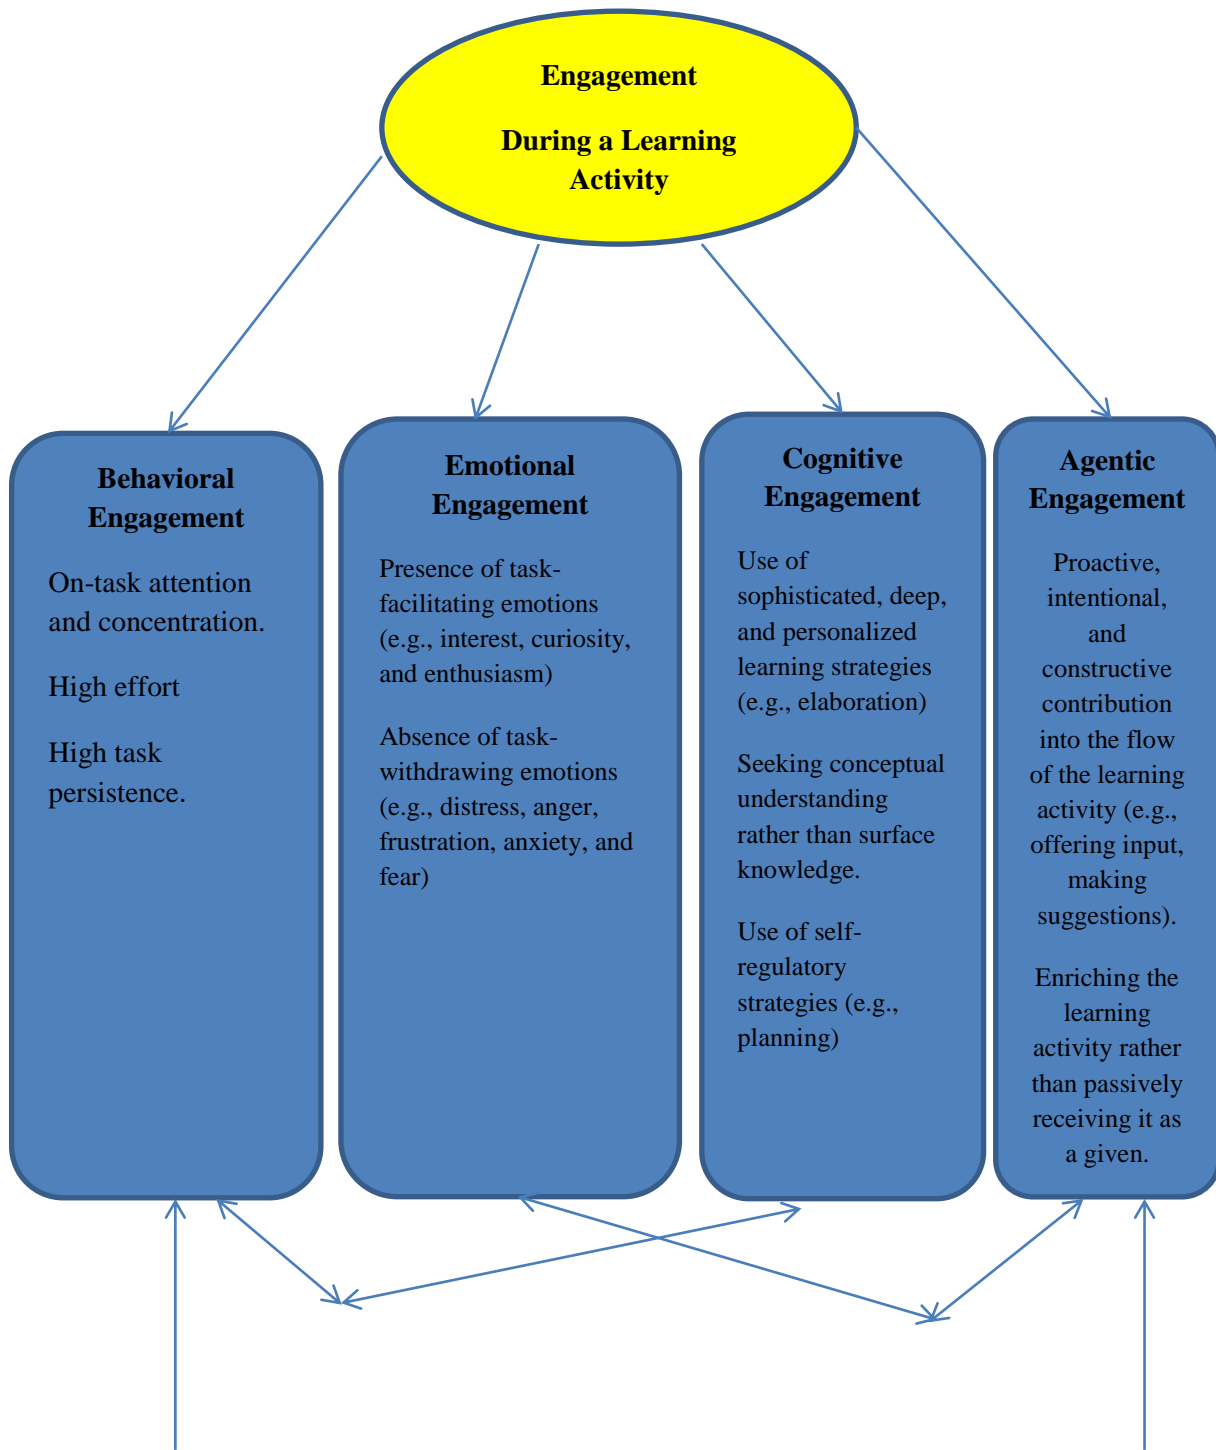 Engagement
During a Learning
Activity
Behavioral
Engagement
On-task attention
and concentration.
High effort
High task
persistence.
Emotional
Engagement
Presence of task-
facilitating emotions
(e.g., interest, curiosity,
and enthusiasm)
Absence of task-
withdrawing emotions
(e.g., distress, anger,
frustration, anxiety, and
fear)
Cognitive
Engagement
Use of
sophisticated, deep,
and personalized
learning strategies
(e.g., elaboration)
Seeking conceptual
understanding
rather than surface
knowledge.
Use of self-
regulatory
strategies (e.g.,
planning)
Agentic
Engagement
Proactive,
intentional,
and
constructive
contribution
into the flow
of the learning
activity (e.g.,
offering input,
making
suggestions).
Enriching the
learning
activity rather
than passively
receiving it as
a given.